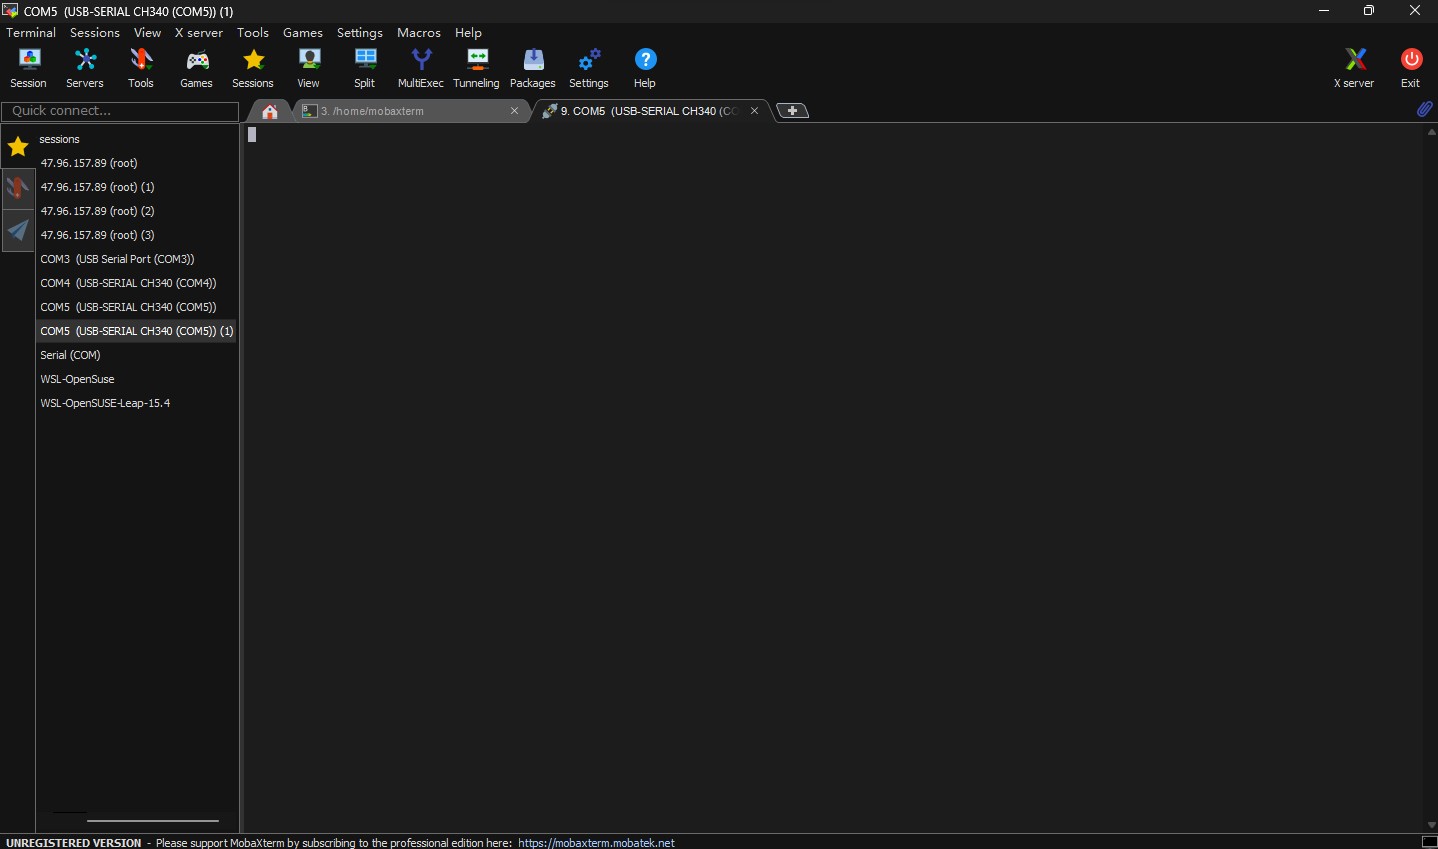 COM5  (USB-SERIAL CH340 (COM5)) (1)
Terminal Sessions View X server Tools Games Settings Macros Help
Session Servers Tools Games Sessions View Split MultiExec Tunneling Packages Settings Help X server Exit
Quick connect...
3. /home/mobaxterm
9. COM5  (USB-SERIAL CH340 (CO
sessions
47.96.157.89 (root)
47.96.157.89 (root) (1)
47.96.157.89 (root) (2)
47.96.157.89 (root) (3)
COM3  (USB Serial Port (COM3))
COM4  (USB-SERIAL CH340 (COM4))
COM5  (USB-SERIAL CH340 (COM5))
COM5  (USB-SERIAL CH340 (COM5)) (1)
Serial (COM)
WSL-OpenSuse
WSL-OpenSUSE-Leap-15.4
UNREGISTERED VERSION - Please support MobaXterm by subscribing to the professional edition here: https://mobaxterm.mobatek.net